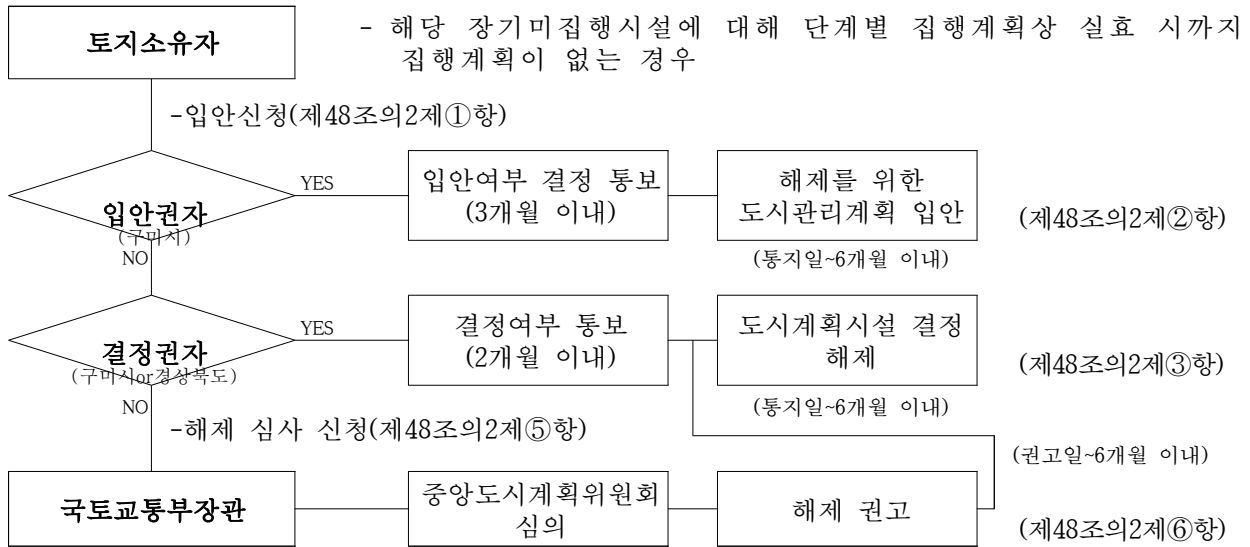 토지소유자
- 해당 장기미집행시설에 대해 단계별 집행계획상 실효 시까지
집행계획이 없는 경우
-입안신청(제48조의2제①항)
입안권자
(구미시)
YES
입안여부 결정 통보
(3개월 이내)
해제를 위한
도시관리계획 입안
(제48조의2제②항)
(통지일~6개월 이내)
NO
결정권자
(구미시or경상북도)
YES
결정여부 통보
(2개월 이내)
도시계획시설 결정
해제
(제48조의2제③항)
(통지일~6개월 이내)
NO
-해제 심사 신청(제48조의2제⑤항)
(권고일~6개월 이내)
국토교통부장관
중앙도시계획위원회
심의
해제 권고
(제48조의2제⑥항)